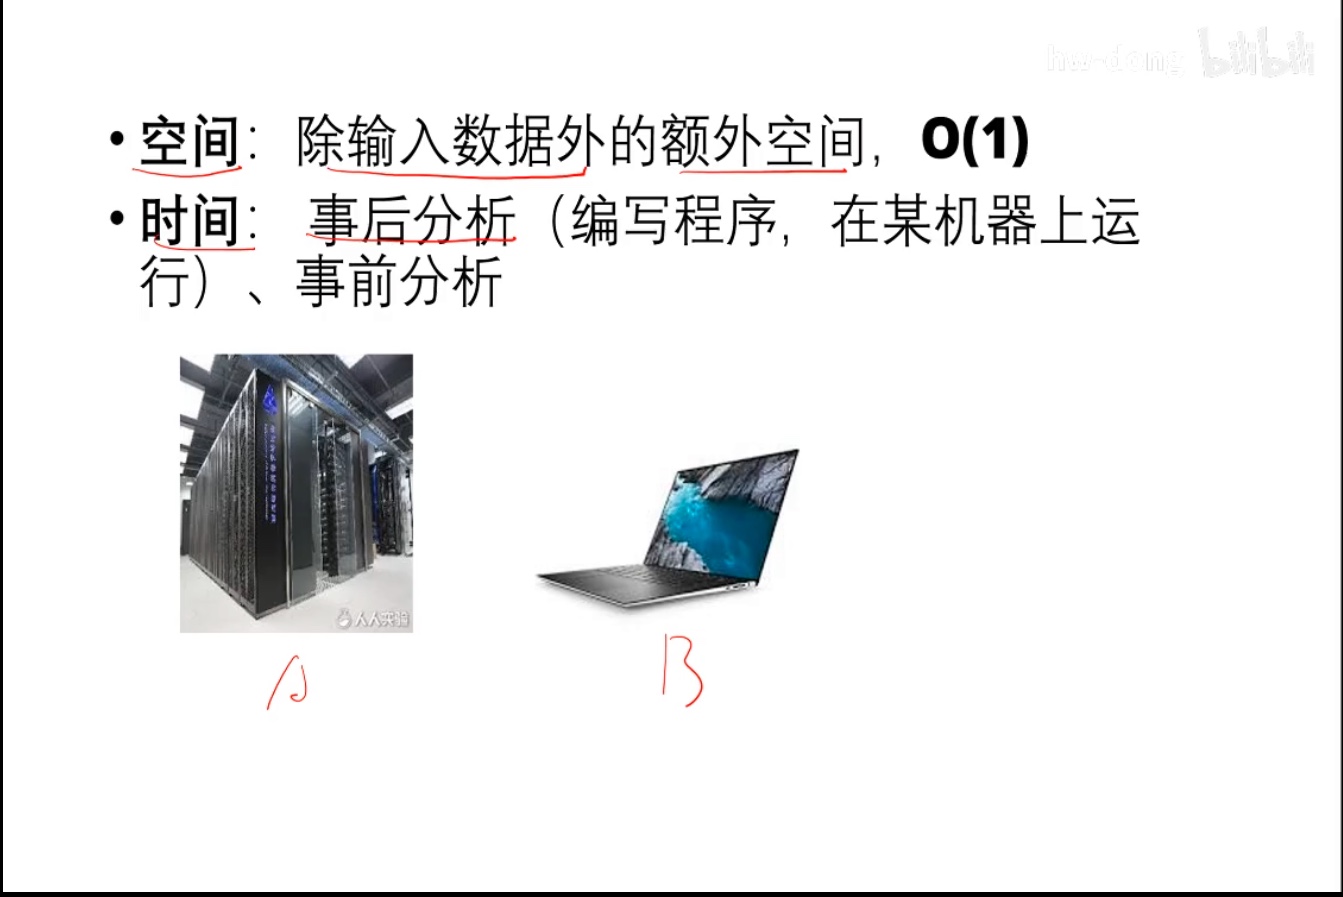 hw-dong bilibili
• 空间： 除输入数据外的额外空间，O(1)
• 时间： 事后分析（编写程序，在某机器上运
行）、事前分析
人人实验
A
B